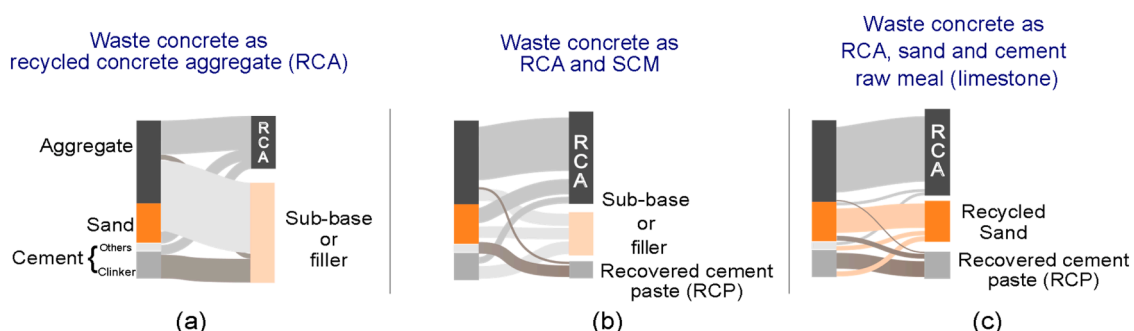 Waste concrete as
recycled concrete aggregate (RCA)
Aggregate
Sand
Cement {
Others
Clinker
RCA
Sub-base
or
filler
(a)
Waste concrete as
RCA and SCM
RCA
Sub-base
or
filler
Recovered cement
paste (RCP)
(b)
Waste concrete as
RCA, sand and cement
raw meal (limestone)
RCA
Recycled
Sand
Recovered cement
paste (RCP)
(c)